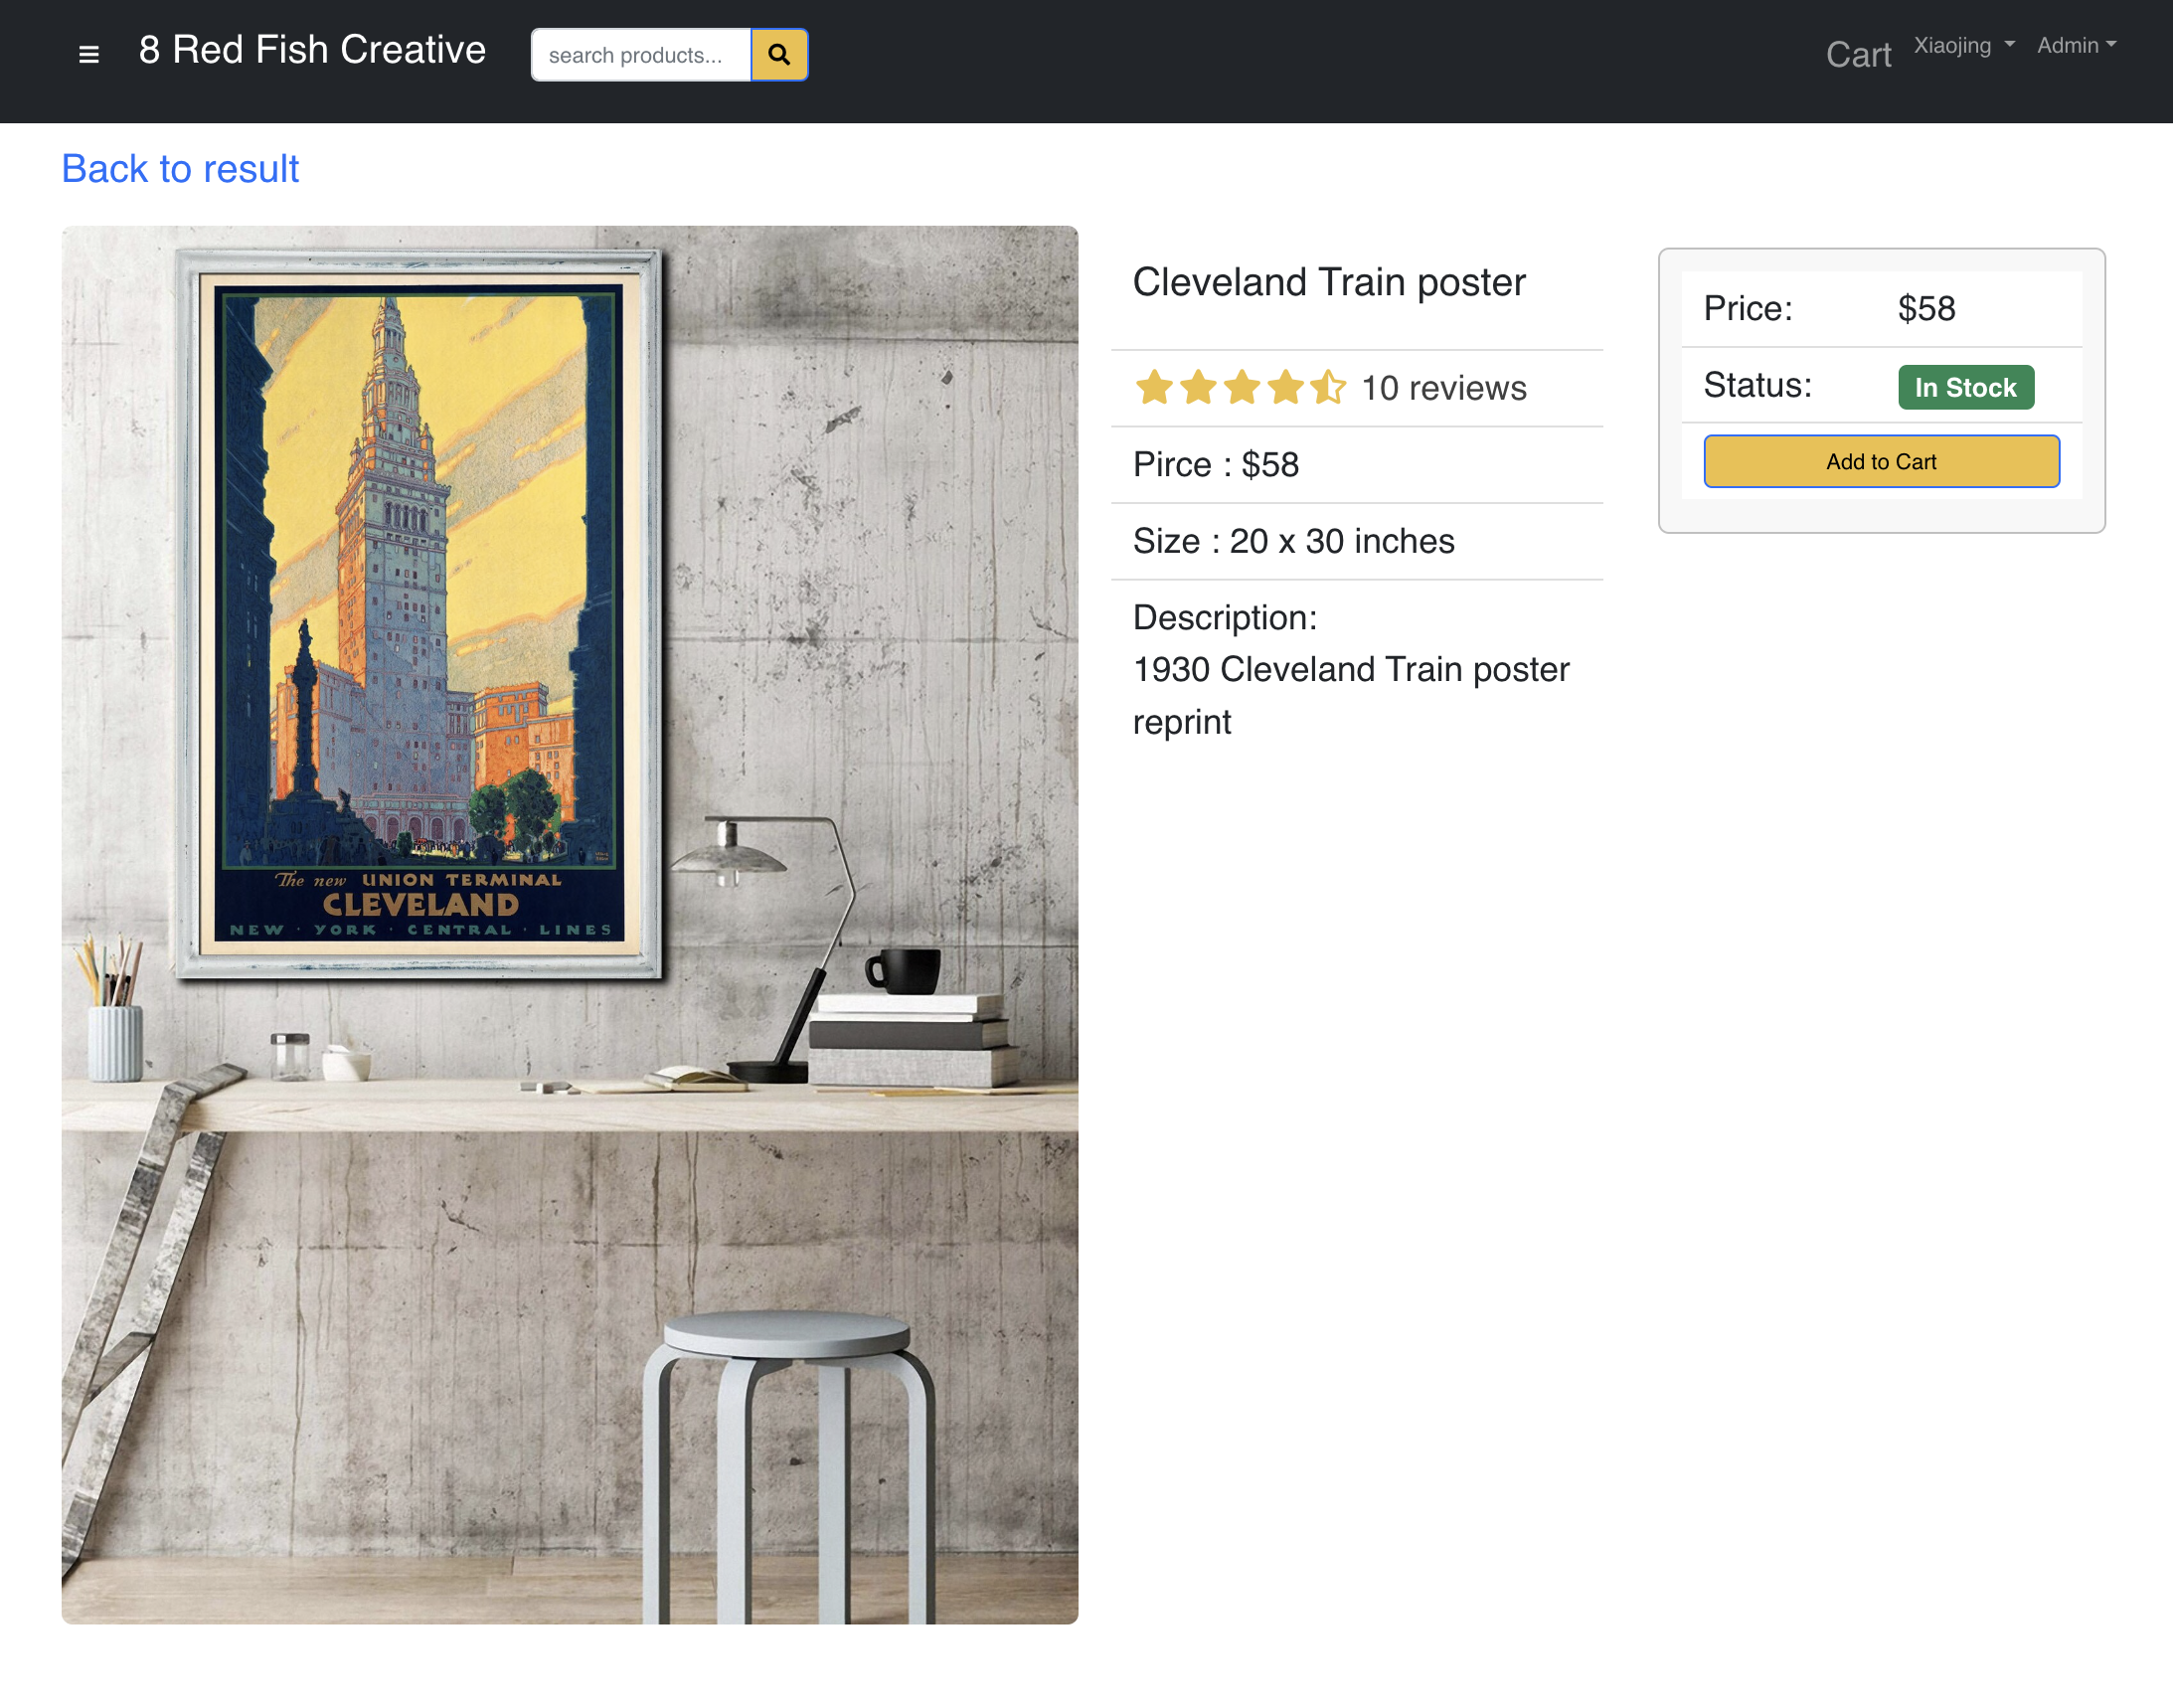 8 Red Fish Creative
search products...
Cart
Xiaojing
Admin
Back to result
The new UNION TERMINAL
CLEVELAND
NEW · YORK · CENTRAL · LINES
Cleveland Train poster
10 reviews
Pirce : $58
Size : 20 x 30 inches
Description:
1930 Cleveland Train poster
reprint
Price: $58
Status: In Stock
Add to Cart